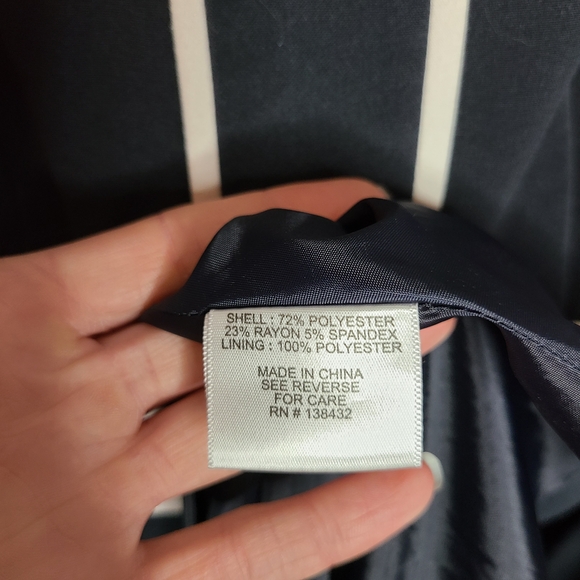 SHELL : 72% POLYESTER
23% RAYON 5% SPANDEX
LINING : 100% POLYESTER
MADE IN CHINA
SEE REVERSE
FOR CARE
RN # 138432